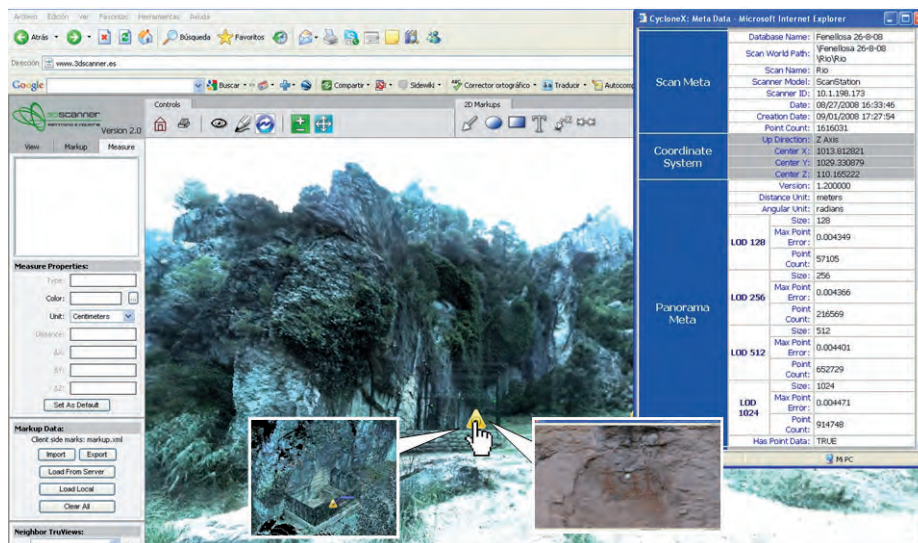 Archivo Edición Ver Favoritos Herramientas Ayuda
Atrás Búsqueda Favoritos
Dirección www.3dscanner.es
Google Buscar Compartir Sidewiki Corrector ortográfico Traducir Autocomp
3dscanner
Version 2.0
Controls
2D Markups
View Markup Measure
Measure Properties:
Type:
Color:
Unit: Centimeters
Distance:
ΔX:
ΔY:
ΔZ:
Set As Default
Markup Data:
Client side marks: markup.xml
Import Export
Load From Server
Load Local
Clear All
Neighbor TruViews:
CycloneX: Meta Data - Microsoft Internet Explorer
Scan Meta
Database Name: Fenellosa 26-8-08
Scan World Path: \Fenellosa 26-8-08
\Rio\Rio
Scan Name: Rio
Scanner Model: ScanStation
Scanner ID: 10.1.198.173
Date: 08/27/2008 16:33:46
Creation Date: 09/01/2008 17:27:54
Point Count: 1616031
Coordinate
System
Up Direction: Z Axis
Center X: 1013.812821
Center Y: 1029.330879
Center Z: 110.165222
Panorama
Meta
Version: 1.200000
Distance Unit: meters
Angular Unit: radians
LOD 128
Size: 128
Max Point
Error: 0.004349
Point
Count: 57105
LOD 256
Size: 256
Max Point
Error: 0.004366
Point
Count: 216569
LOD 512
Size: 512
Max Point
Error: 0.004401
Point
Count: 652729
LOD
1024
Size: 1024
Max Point
Error: 0.004471
Point
Count: 914748
Has Point Data: TRUE
Mi PC